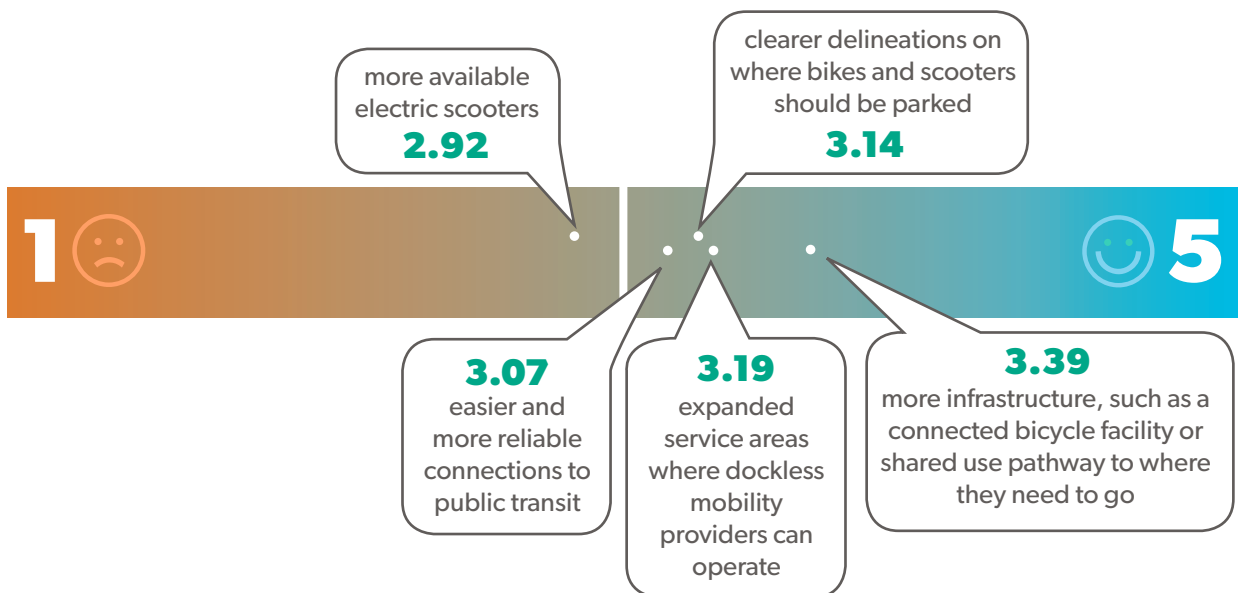 more available
electric scooters
2.92
clearer delineations on
where bikes and scooters
should be parked
3.14
1
5
3.07
easier and
more reliable
connections to
public transit
3.19
expanded
service areas
where dockless
mobility
providers can
operate
3.39
more infrastructure, such as a
connected bicycle facility or
shared use pathway to where
they need to go